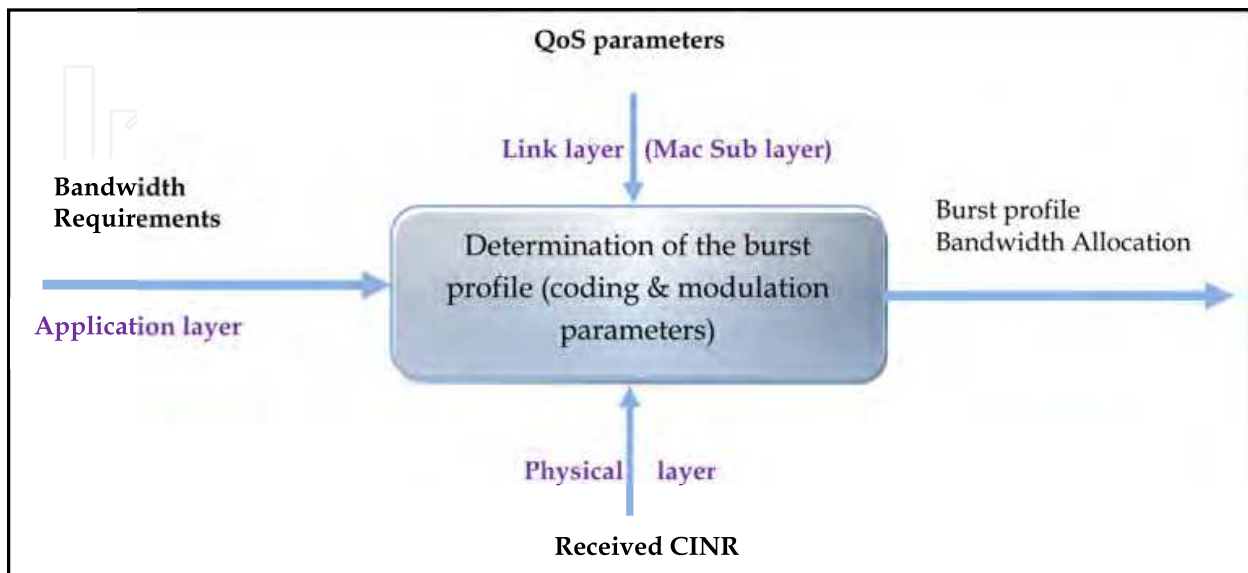 QoS parameters
Link layer (Mac Sub layer)
Bandwidth
Requirements
Application layer
Determination of the burst
profile (coding & modulation
parameters)
Burst profile
Bandwidth Allocation
Physical layer
Received CINR